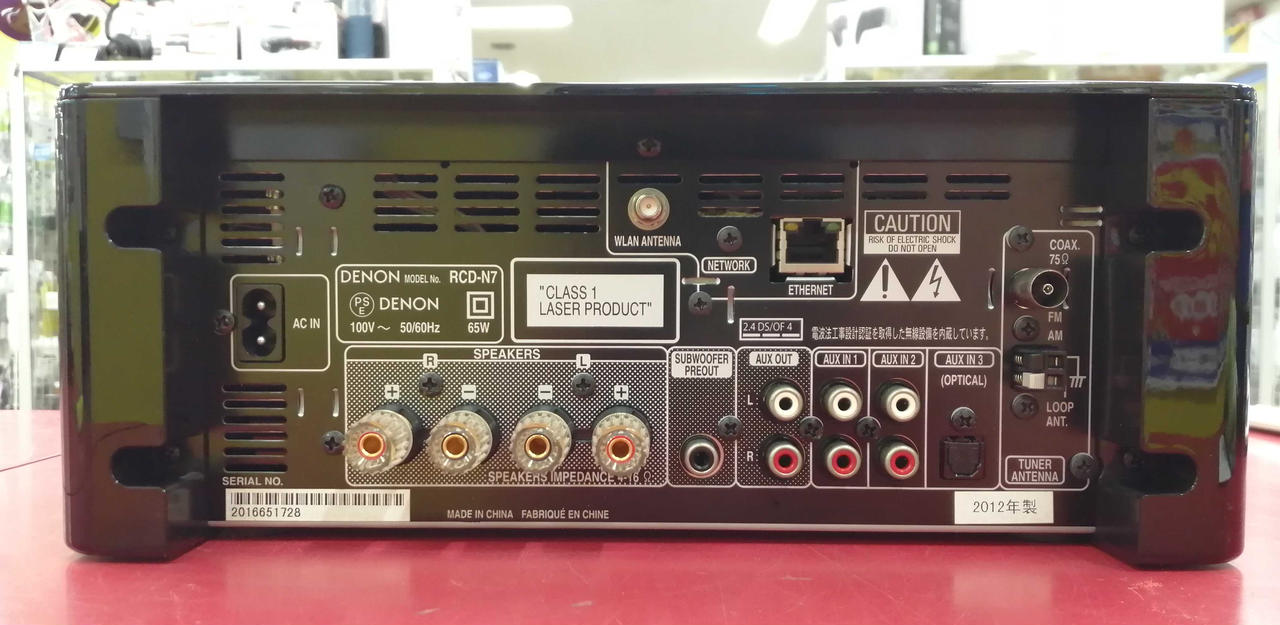 WLAN ANTENNA
NETWORK
ETHERNET
CAUTION
RISK OF ELECTRIC SHOCK
DO NOT OPEN
COAX.
75Ω
FM
AM
LOOP
ANT.
TUNER
ANTENNA
AC IN
DENON MODEL No. RCD-N7
PS
E
DENON
100V～ 50/60Hz 65W
"CLASS 1
LASER PRODUCT"
2.4 DS/OF 4
電波法工事設計認証を取得した無線設備を内蔵しています。
SPEAKERS
R L
+ − − +
SPEAKERS IMPEDANCE 4-16 Ω
SUBWOOFER
PREOUT
AUX OUT
L
R
AUX IN 1
AUX IN 2
AUX IN 3
(OPTICAL)
SERIAL NO.
2016651728
MADE IN CHINA FABRIQUÉ EN CHINE
2012年製